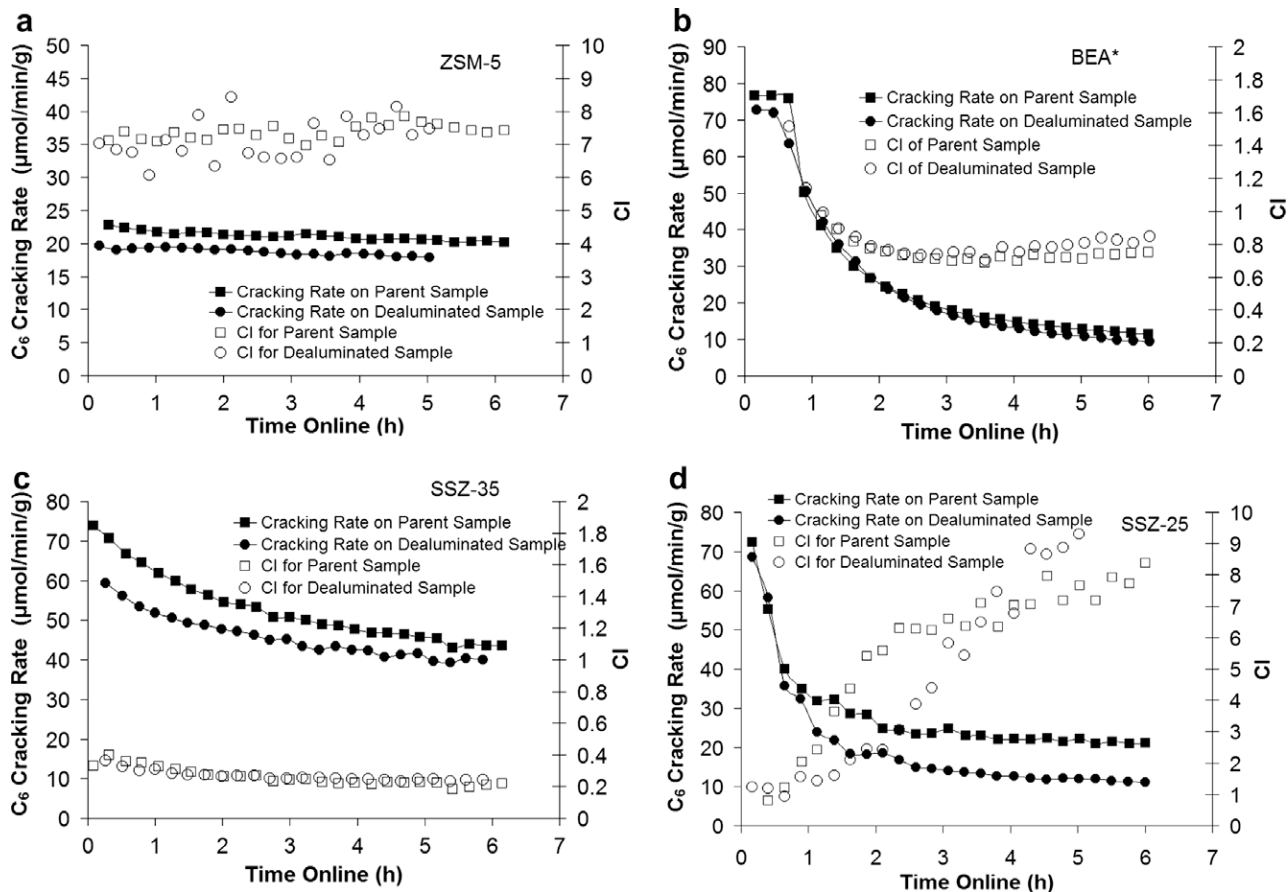 a
ZSM-5
C6 Cracking Rate (µmol/min/g)
50
45
40
35
30
25
20
15
10
5
0
10
9
8
7
6
5
4
3
2
1
0
CI
Cracking Rate on Parent Sample
Cracking Rate on Dealuminated Sample
CI for Parent Sample
CI for Dealuminated Sample
0 1 2 3 4 5 6 7
Time Online (h)
b
BEA*
C6 Cracking Rate (µmol/min/g)
90
80
70
60
50
40
30
20
10
0
2
1.8
1.6
1.4
1.2
1
0.8
0.6
0.4
0.2
0
CI
Cracking Rate on Parent Sample
Cracking Rate on Dealuminated Sample
CI of Parent Sample
CI of Dealuminated Sample
0 1 2 3 4 5 6 7
Time Online (h)
c
SSZ-35
C6 Cracking Rate (µmol/min/g)
80
70
60
50
40
30
20
10
0
2
1.8
1.6
1.4
1.2
1
0.8
0.6
0.4
0.2
0
CI
Cracking Rate on Parent Sample
Cracking Rate on Dealuminated Sample
CI for Parent Sample
CI for Dealuminated Sample
0 1 2 3 4 5 6 7
Time Online (h)
d
SSZ-25
C6 Cracking Rate (µmol/min/g)
80
70
60
50
40
30
20
10
0
10
9
8
7
6
5
4
3
2
1
0
CI
Cracking Rate on Parent Sample
Cracking Rate on Dealuminated Sample
CI for Parent Sample
CI for Dealuminated Sample
0 1 2 3 4 5 6 7
Time Online (h)